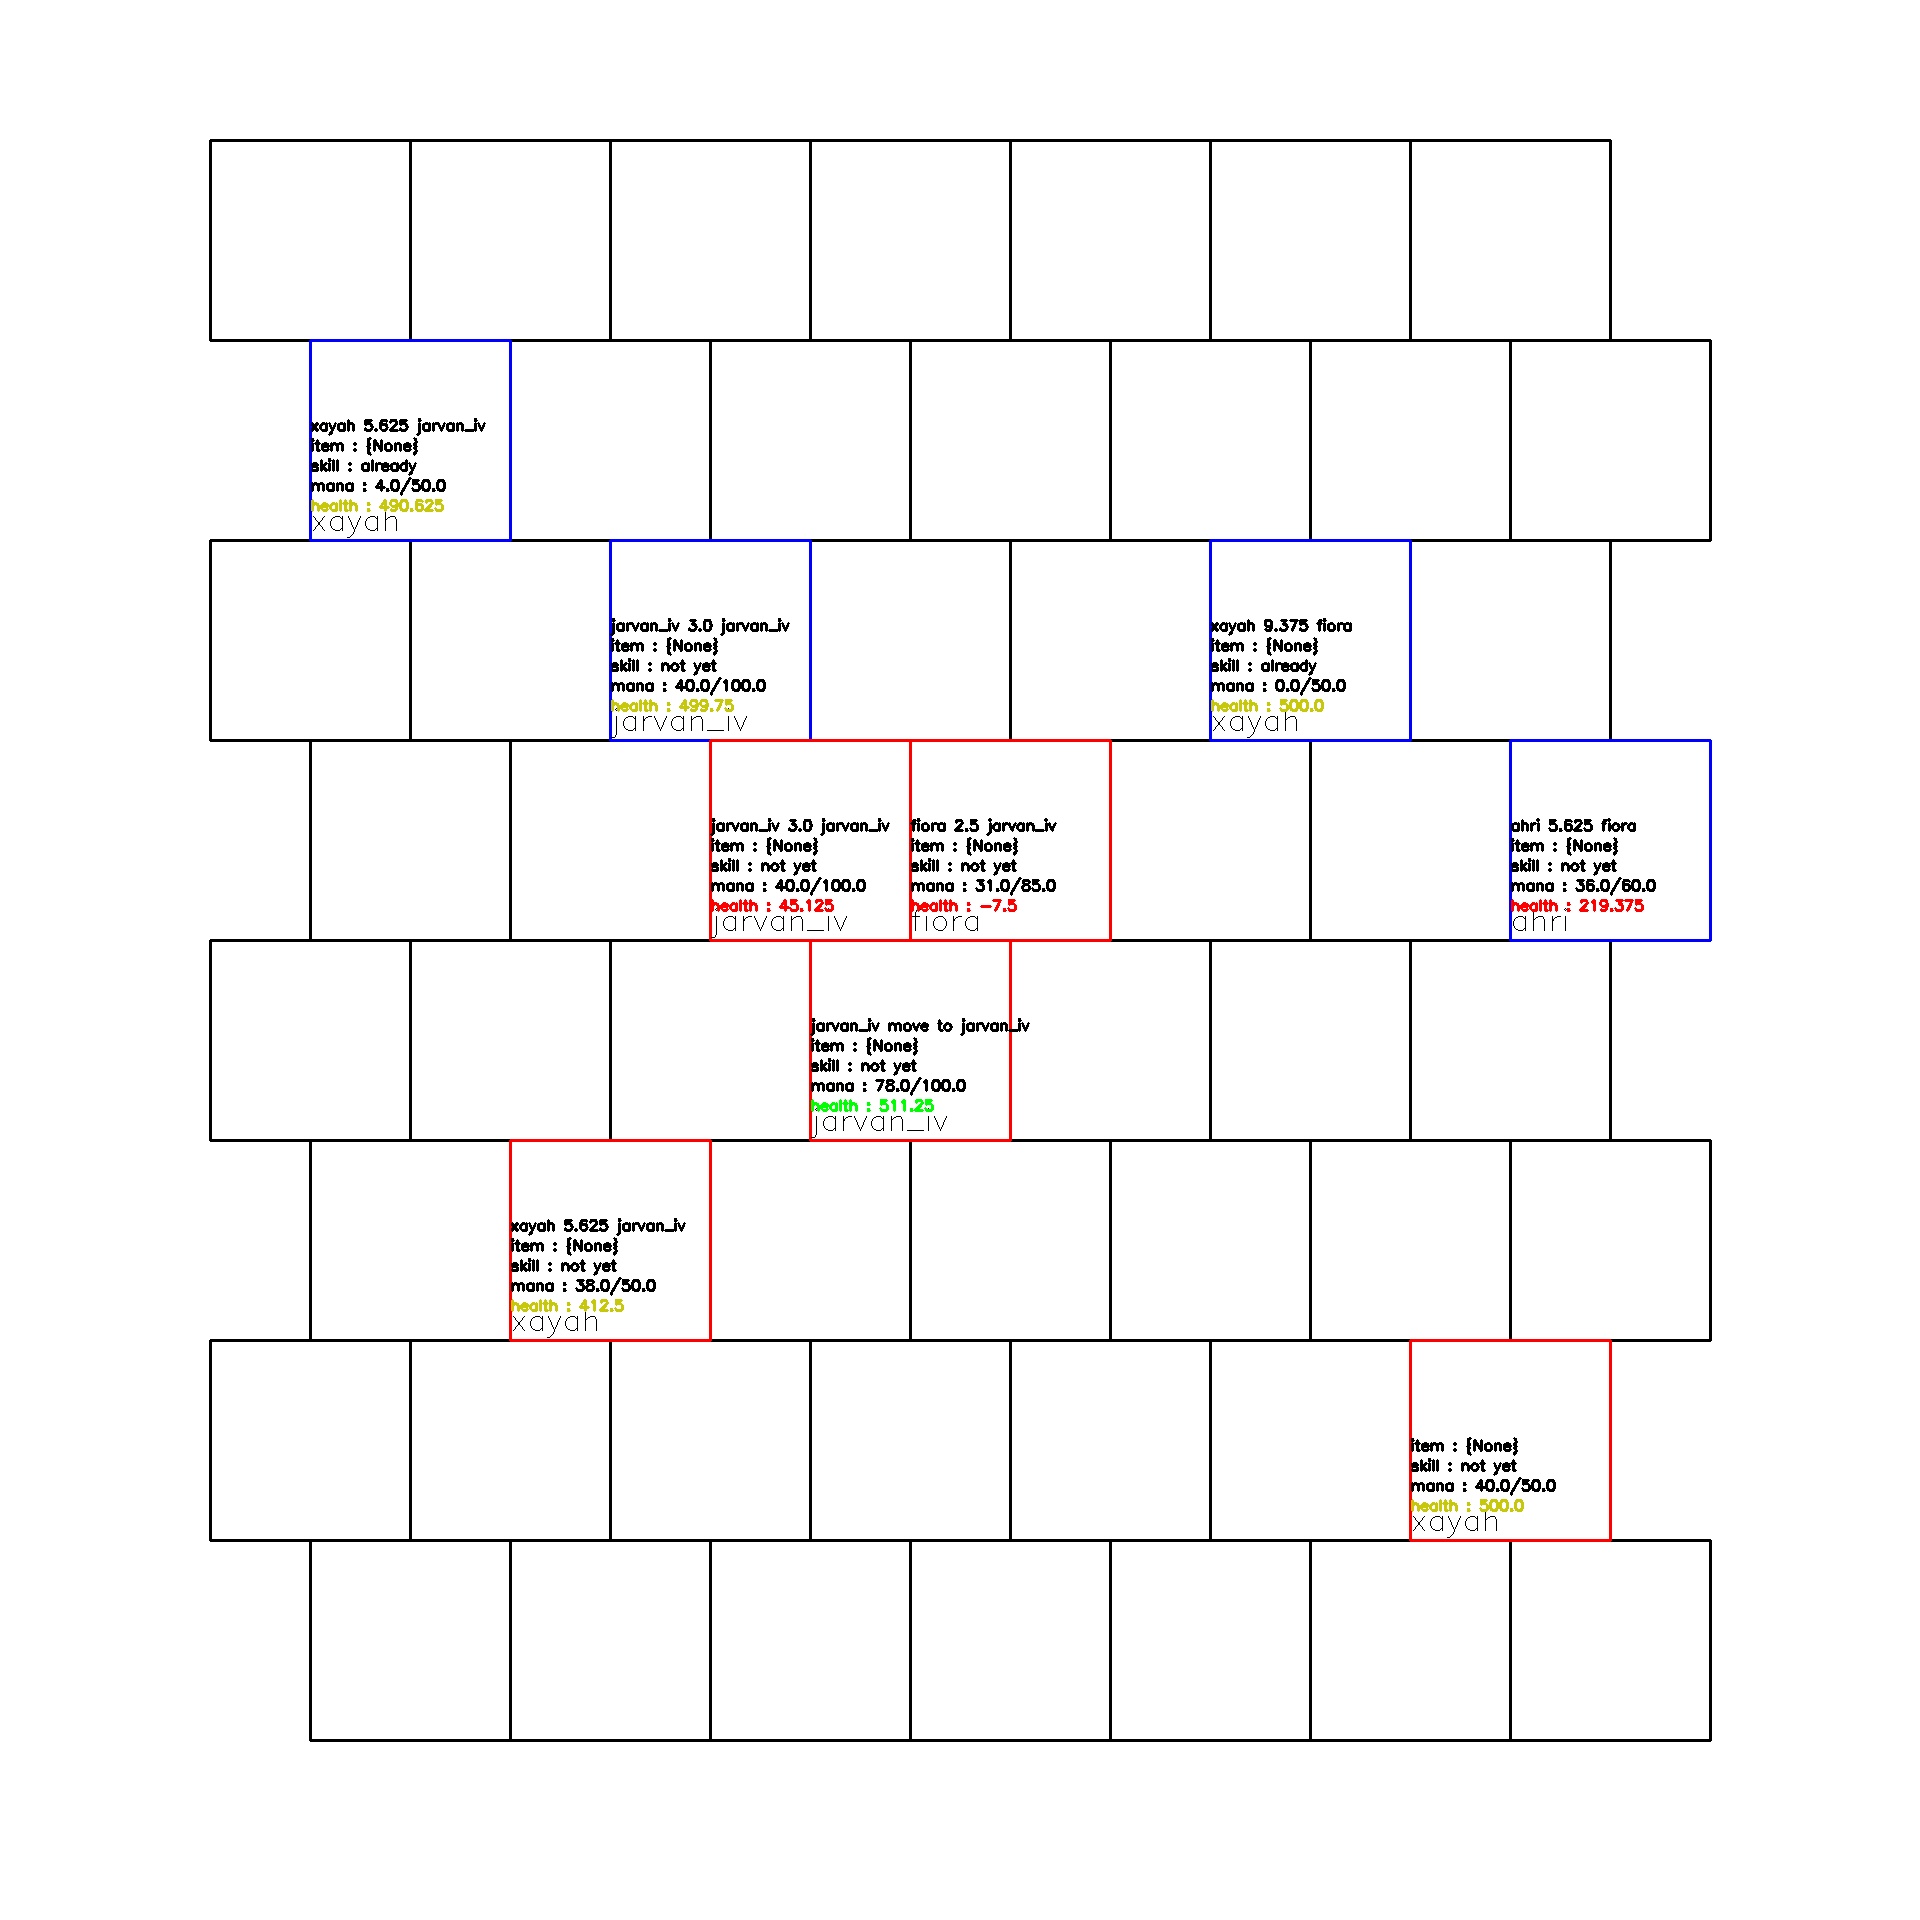 xayah 5.625 jarvan_iv
item : {None}
skill : already
mana : 4.0/50.0
health : 490.625
xayah
jarvan_iv 3.0 jarvan_iv
item : {None}
skill : not yet
mana : 40.0/100.0
health : 499.75
jarvan_iv
xayah 9.375 fiora
item : {None}
skill : already
mana : 0.0/50.0
health : 500.0
xayah
jarvan_iv 3.0 jarvan_iv
item : {None}
skill : not yet
mana : 40.0/100.0
health : 45.125
jarvan_iv
fiora 2.5 jarvan_iv
item : {None}
skill : not yet
mana : 31.0/85.0
health : -7.5
fiora
ahri 5.625 fiora
item : {None}
skill : not yet
mana : 36.0/60.0
health : 219.375
ahri
jarvan_iv move to jarvan_iv
item : {None}
skill : not yet
mana : 78.0/100.0
health : 511.25
jarvan_iv
xayah 5.625 jarvan_iv
item : {None}
skill : not yet
mana : 38.0/50.0
health : 412.5
xayah
item : {None}
skill : not yet
mana : 40.0/50.0
health : 500.0
xayah